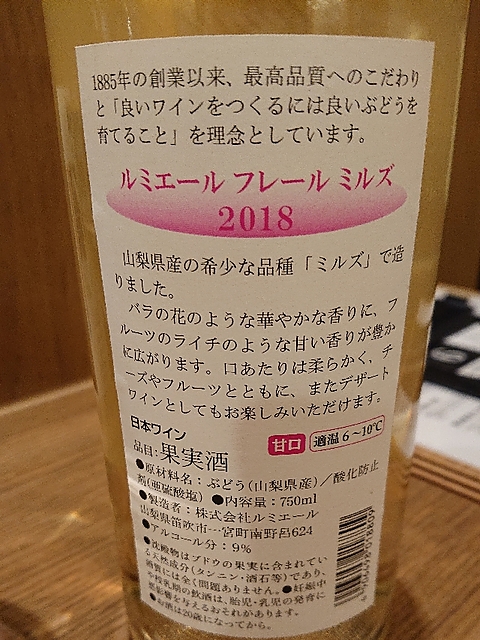 1885年の創業以来、最高品質へのこだわり
と「良いワインをつくるには良いぶどうを
育てること」を理念としています。
ルミエール フレール ミルズ
2018
山梨県産の希少な品種「ミルズ」で造
りました。
バラの花のような華やかな香りに、フ
ルーツのライチのような甘い香りが豊か
に広がります。口あたりは柔らかく、チ
ーズやフルーツとともに、またデザート
ワインとしてもお楽しみいただけます。
日本ワイン
甘口 適温 6~10℃
品目:果実酒
●原材料名:ぶどう(山梨県産)/酸化防止
剤(亜硫酸塩) ●内容量:750ml
●製造者:株式会社ルミエール
山梨県笛吹市一宮町南野呂624
●アルコール分:9%
●沈殿物はブドウの果実に含まれてい
る天然成分(タンニン・酒石等)であり、
酒質には全く問題ありません。●妊娠中
や授乳期の飲酒は、胎児・乳児の発育に
悪影響を与えるおそれがあります。
●お酒は20歳になってから。